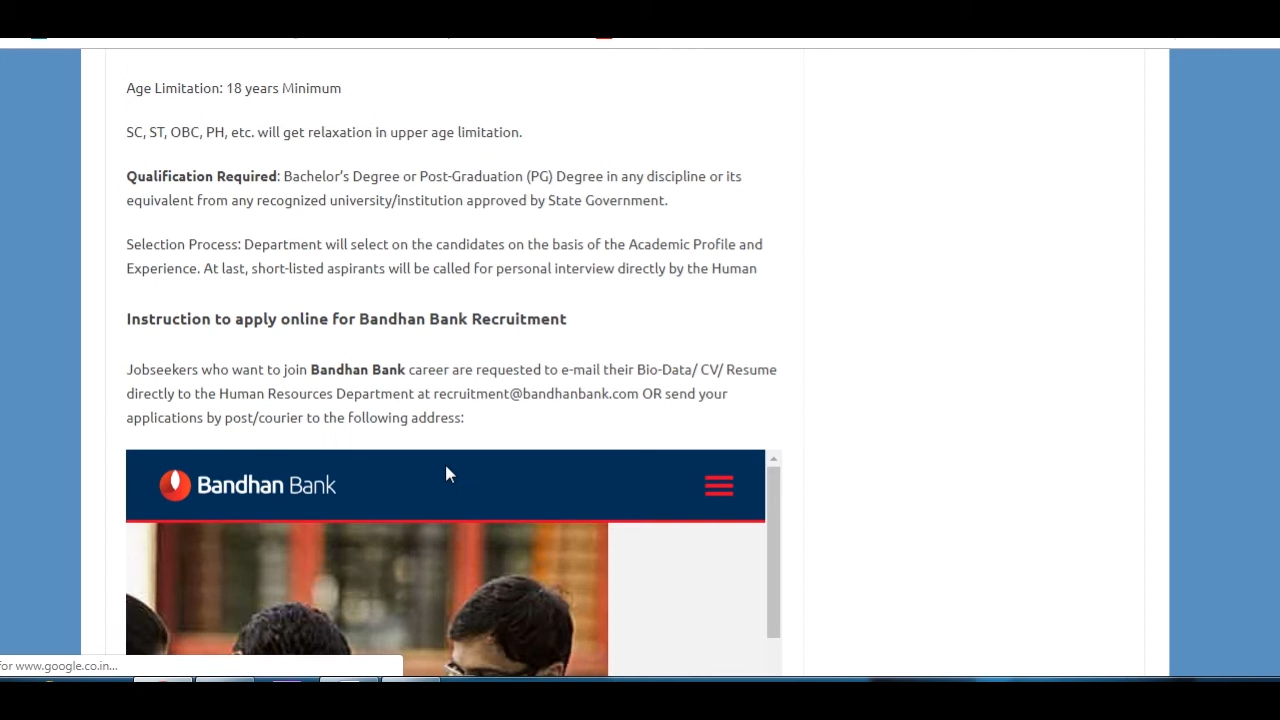 Age Limitation: 18 years Minimum
SC, ST, OBC, PH, etc. will get relaxation in upper age limitation.
Qualification Required: Bachelor’s Degree or Post-Graduation (PG) Degree in any discipline or its
equivalent from any recognized university/institution approved by State Government.
Selection Process: Department will select on the candidates on the basis of the Academic Profile and
Experience. At last, short-listed aspirants will be called for personal interview directly by the Human
Instruction to apply online for Bandhan Bank Recruitment
Jobseekers who want to join Bandhan Bank career are requested to e-mail their Bio-Data/ CV/ Resume
directly to the Human Resources Department at recruitment@bandhanbank.com OR send your
applications by post/courier to the following address:
Bandhan Bank
for www.google.co.in...